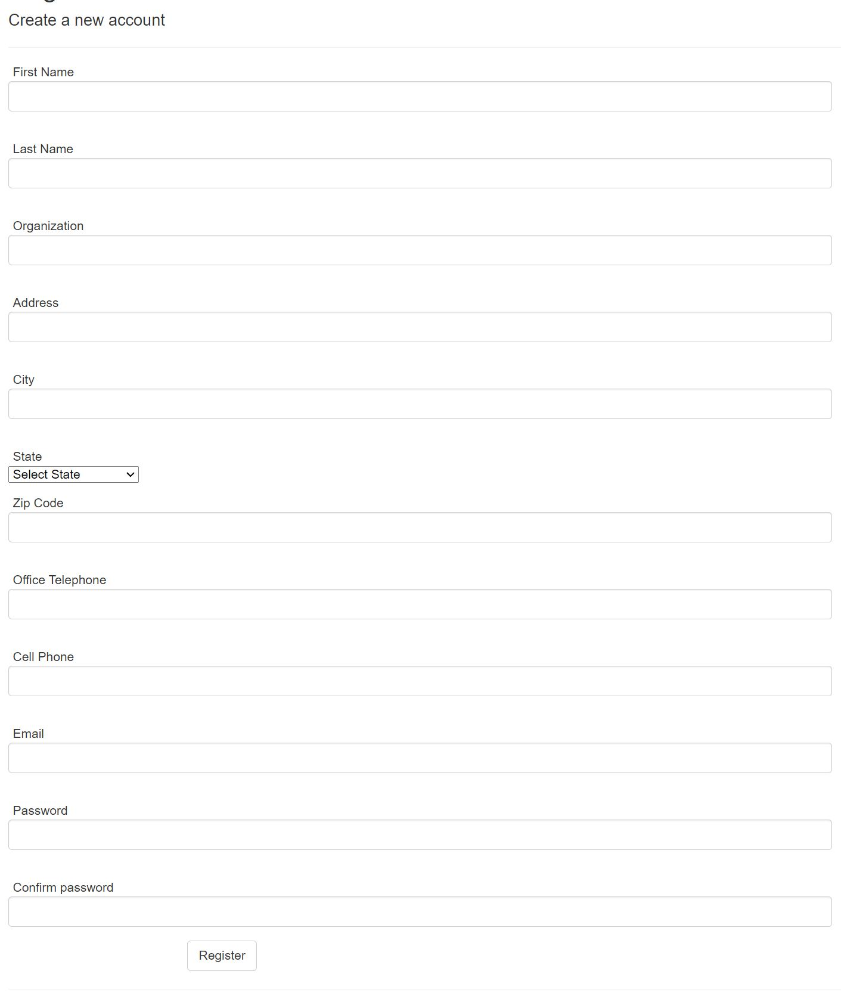 Create a new account
First Name
Last Name
Organization
Address
City
State
Select State
Zip Code
Office Telephone
Cell Phone
Email
Password
Confirm password
Register